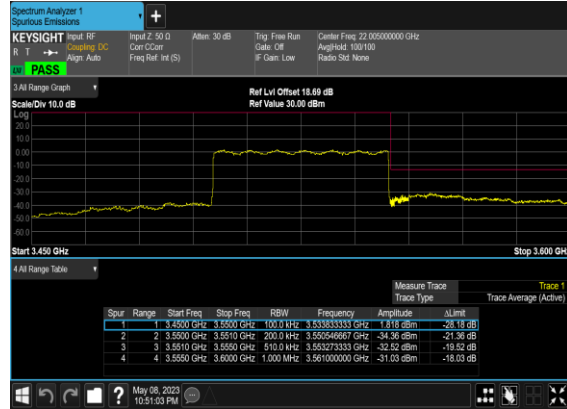 Spectrum Analyzer 1
Spurious Emissions
+
KEYSIGHT Input: RF Input Z: 50 Ω Atten: 30 dB Trig: Free Run Center Freq: 22.005000000 GHz
R T Coupling: DC Corr CCorr Gate: Off Avg|Hold: 100/100
Align: Auto Freq Ref: Int (S) IF Gain: Low Radio Std: None
PASS
3 All Range Graph
Ref Lvl Offset 18.69 dB
Scale/Div 10.0 dB Ref Value 30.00 dBm
Log
20.0
10.0
0.00
-10.0
-20.0
-30.0
-40.0
-50.0
-60.0
Start 3.450 GHz Stop 3.600 GH
4 All Range Table
Measure Trace Trace 1
Trace Type Trace Average (Active)
Spur Range Start Freq Stop Freq RBW Frequency Amplitude ΔLimit
1 1 3.4500 GHz 3.5500 GHz 100.0 kHz 3.533833333 GHz 1.818 dBm -28.18 dB
2 2 3.5500 GHz 3.5510 GHz 200.0 kHz 3.550546667 GHz -34.36 dBm -21.36 dB
3 3 3.5510 GHz 3.5550 GHz 510.0 kHz 3.553273333 GHz -32.52 dBm -19.52 dB
4 4 3.5550 GHz 3.6000 GHz 1.000 MHz 3.561000000 GHz -31.03 dBm -18.03 dB
? May 08, 2023
10:51:03 PM